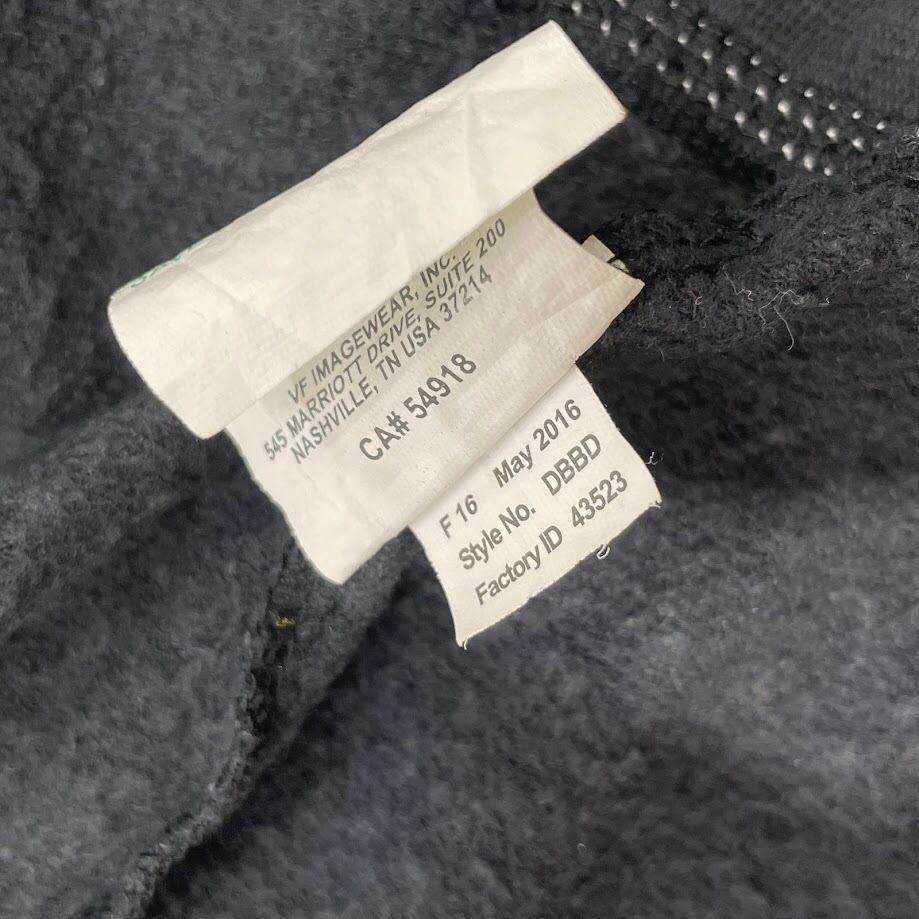 VF IMAGEWEAR, INC.
545 MARRIOTT DRIVE, SUITE 200
NASHVILLE, TN USA 37214
CA# 54918
F 16 May 2016
Style No. DBBD
Factory ID 43523